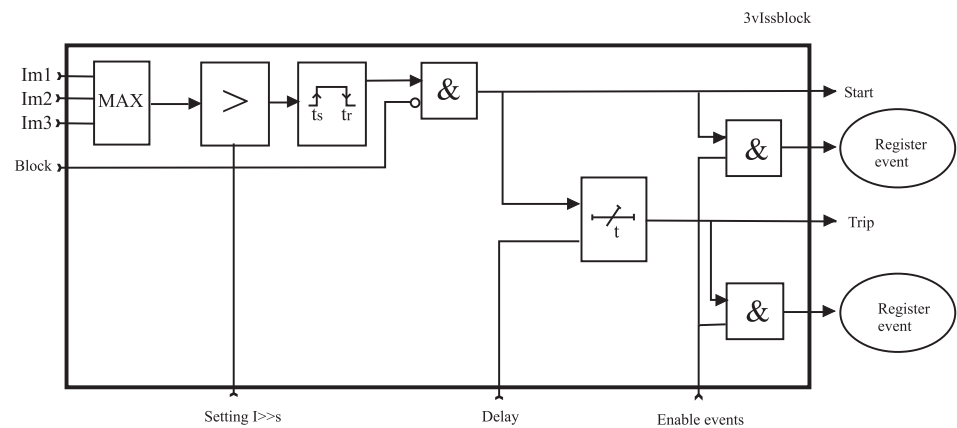 3vIssblock
Im1
Im2
Im3
MAX
>
ts
tr
&
Start
Block
&
Register
event
t
Trip
&
Register
event
Setting I>>s
Delay
Enable events